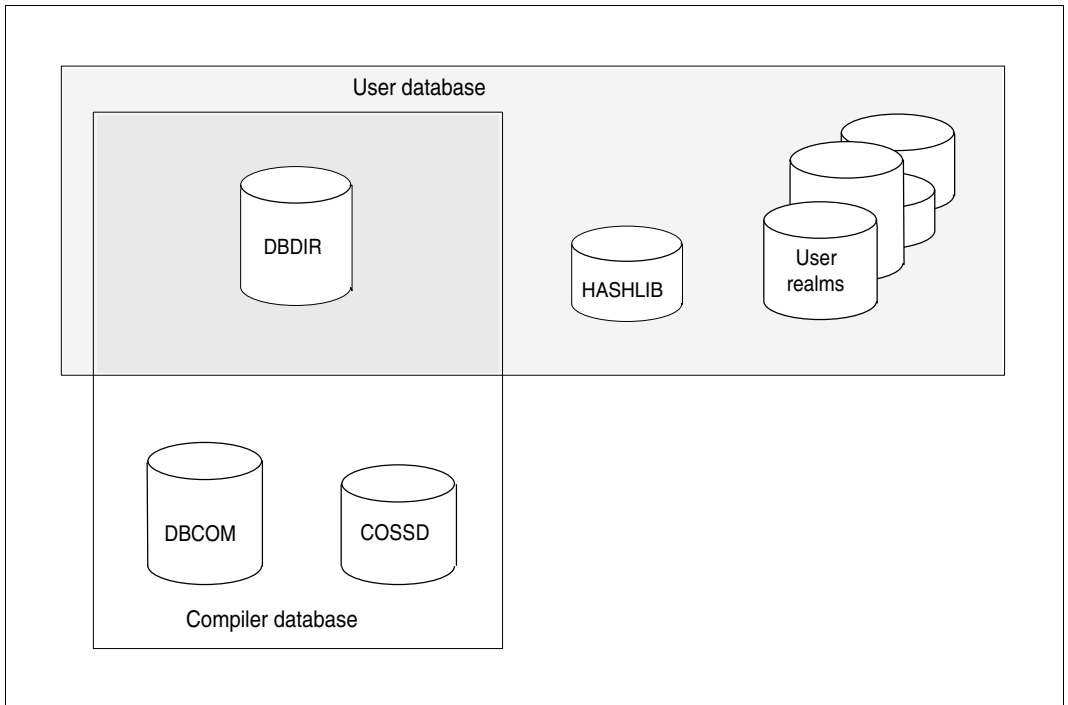 User database
DBDIR
HASHLIB
User
realms
DBCOM
COSSD
Compiler database